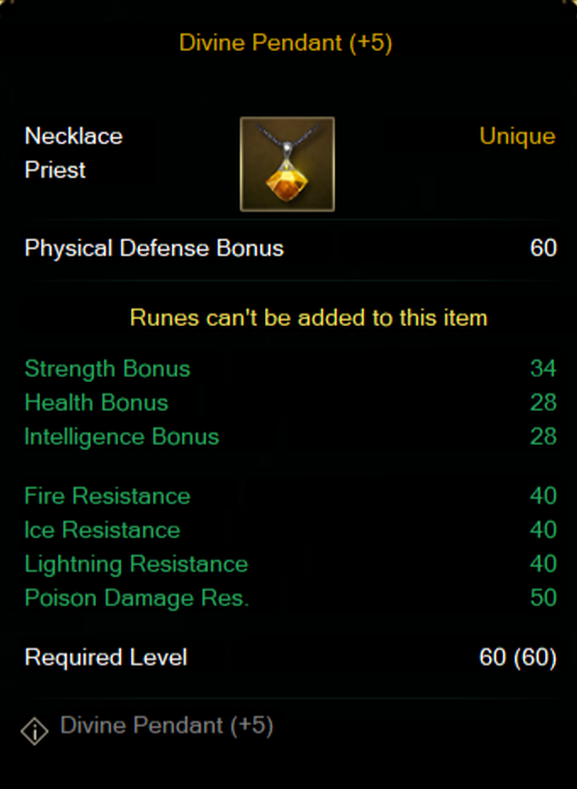 Divine Pendant (+5)
Necklace Unique
Priest
Physical Defense Bonus 60
Runes can't be added to this item
Strength Bonus 34
Health Bonus 28
Intelligence Bonus 28
Fire Resistance 40
Ice Resistance 40
Lightning Resistance 40
Poison Damage Res. 50
Required Level 60 (60)
Divine Pendant (+5)